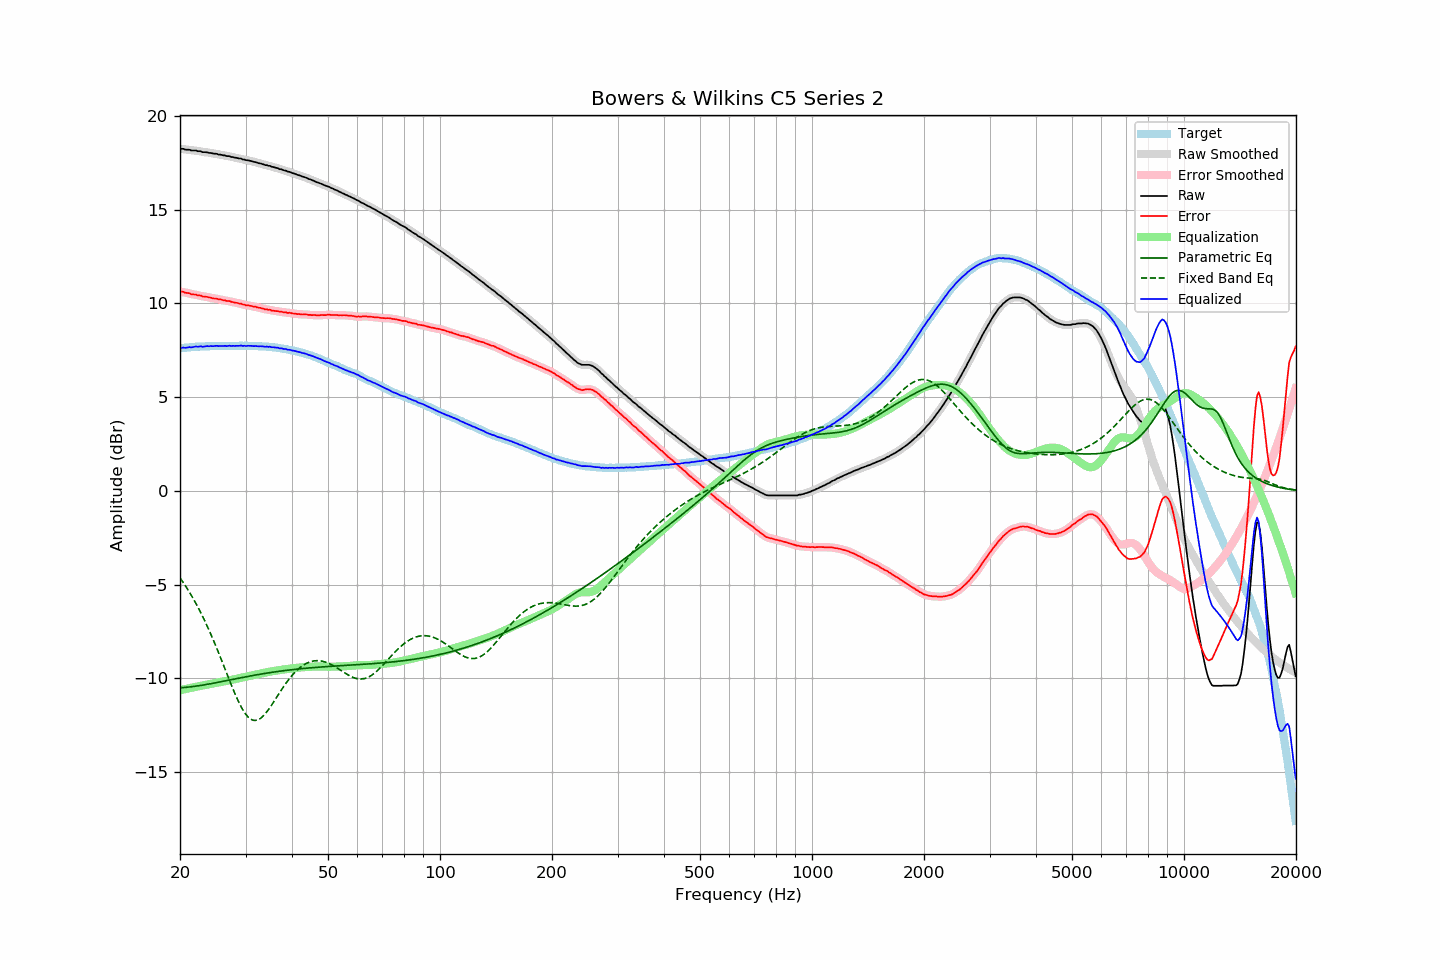 Bowers & Wilkins C5 Series 2
20
15
10
5
0
−5
−10
−15
Amplitude (dBr)
Target
Raw Smoothed
Error Smoothed
Raw
Error
Equalization
Parametric Eq
Fixed Band Eq
Equalized
20 50 100 200 500 1000 2000 5000 10000 20000
Frequency (Hz)